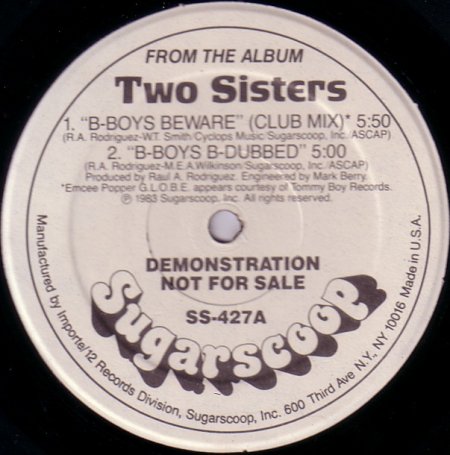 FROM THE ALBUM
Two Sisters
1. "B-BOYS BEWARE" (CLUB MIX)* 5:50
(R.A. Rodriguez-W.T. Smith/Cyclops Music/Sugarscoop, Inc. ASCAP)
2. "B-BOYS B-DUBBED" 5:00
(R.A. Rodriguez-M.E.A. Wilkinson/Sugarscoop, Inc./ASCAP)
Produced by Raul A. Rodriguez. Engineered by Mark Berry.
*Emcee Popper G.L.O.B.E. appears courtesy of Tommy Boy Records.
℗ 1983 Sugarscoop, Inc. All rights reserved.
DEMONSTRATION
NOT FOR SALE
SS-427A
Sugarscoop
Manufactured by Importe/12 Records Division, Sugarscoop, Inc. 600 Third Ave N.Y., NY 10016 Made in U.S.A.